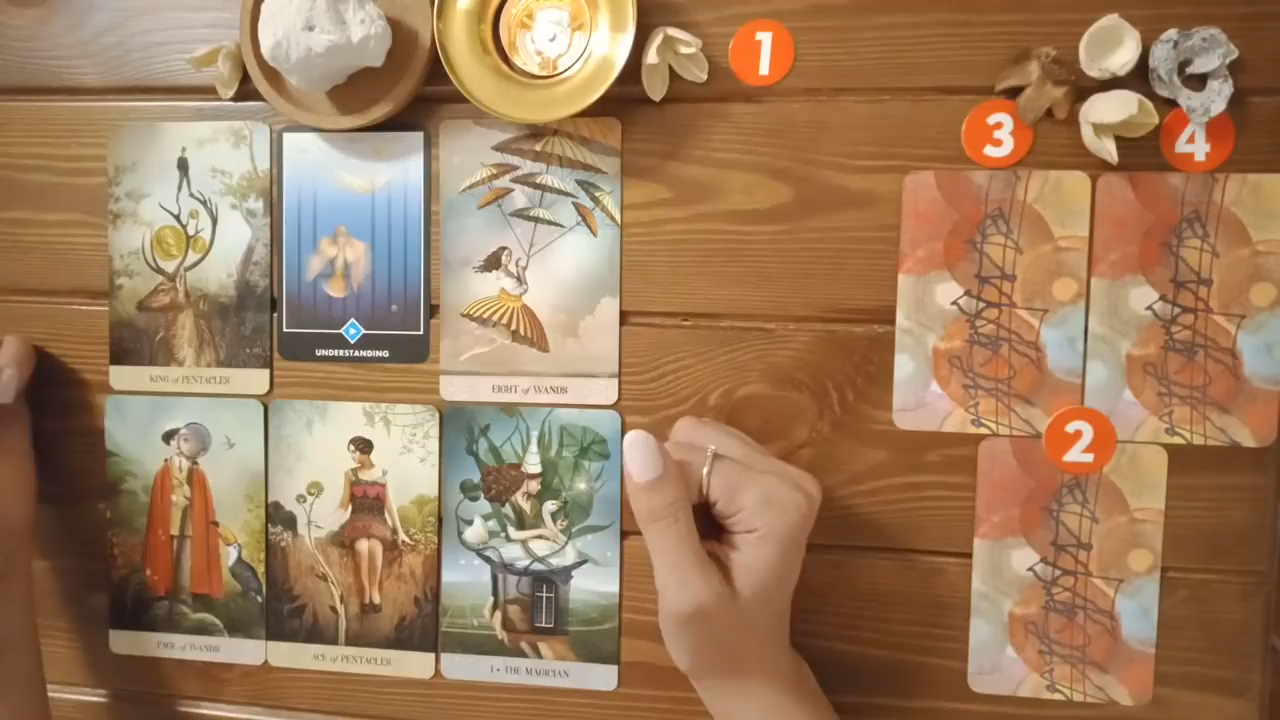 1
3
4
KING of PENTACLES
UNDERSTANDING
EIGHT of WANDS
2
PAGE of WANDS
ACE of PENTACLES
I • THE MAGICIAN